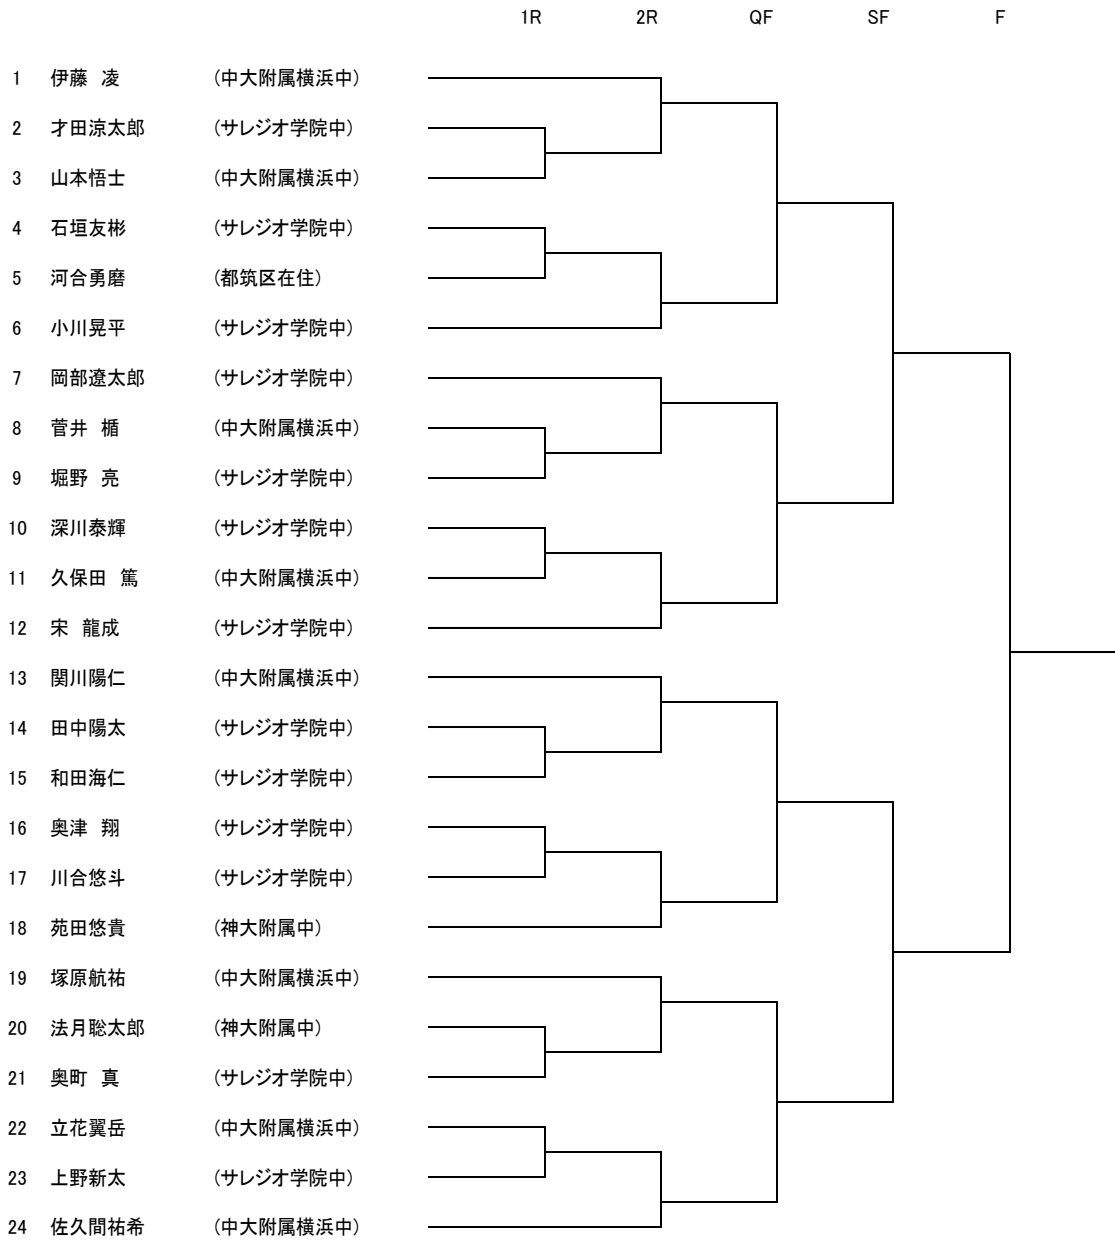 1R 2R QF SF F
1 伊藤 凌 (中大附属横浜中)
2 才田涼太郎 (サレジオ学院中)
3 山本悟士 (中大附属横浜中)
4 石垣友彬 (サレジオ学院中)
5 河合勇磨 (都筑区在住)
6 小川晃平 (サレジオ学院中)
7 岡部遼太郎 (サレジオ学院中)
8 菅井 楯 (中大附属横浜中)
9 堀野 亮 (サレジオ学院中)
10 深川泰輝 (サレジオ学院中)
11 久保田 篤 (中大附属横浜中)
12 宋 龍成 (サレジオ学院中)
13 関川陽仁 (中大附属横浜中)
14 田中陽太 (サレジオ学院中)
15 和田海仁 (サレジオ学院中)
16 奥津 翔 (サレジオ学院中)
17 川合悠斗 (サレジオ学院中)
18 苑田悠貴 (神大附属中)
19 塚原航祐 (中大附属横浜中)
20 法月聡太郎 (神大附属中)
21 奥町 真 (サレジオ学院中)
22 立花翼岳 (中大附属横浜中)
23 上野新太 (サレジオ学院中)
24 佐久間祐希 (中大附属横浜中)